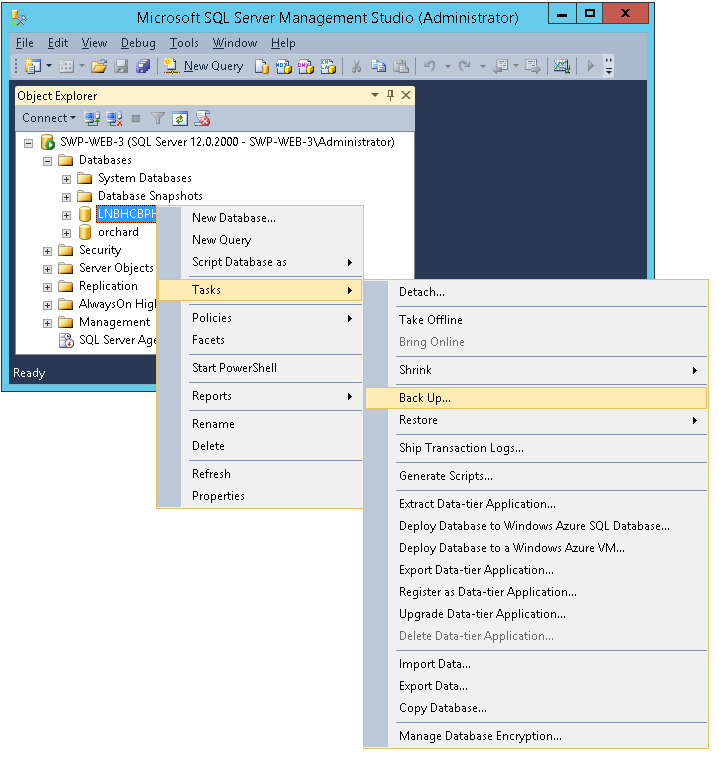 Microsoft SQL Server Management Studio (Administrator)
File Edit View Debug Tools Window Help
New Query
Object Explorer
Connect
SWP-WEB-3 (SQL Server 12.0.2000 - SWP-WEB-3\Administrator)
Databases
System Databases
Database Snapshots
LNBHCBPH
orchard
Security
Server Objects
Replication
AlwaysOn High
Management
SQL Server Age
Ready
New Database...
New Query
Script Database as
Tasks
Policies
Facets
Start PowerShell
Reports
Rename
Delete
Refresh
Properties
Detach...
Take Offline
Bring Online
Shrink
Back Up...
Restore
Ship Transaction Logs...
Generate Scripts...
Extract Data-tier Application...
Deploy Database to Windows Azure SQL Database...
Deploy Database to a Windows Azure VM...
Export Data-tier Application...
Register as Data-tier Application...
Upgrade Data-tier Application...
Delete Data-tier Application...
Import Data...
Export Data...
Copy Database...
Manage Database Encryption...